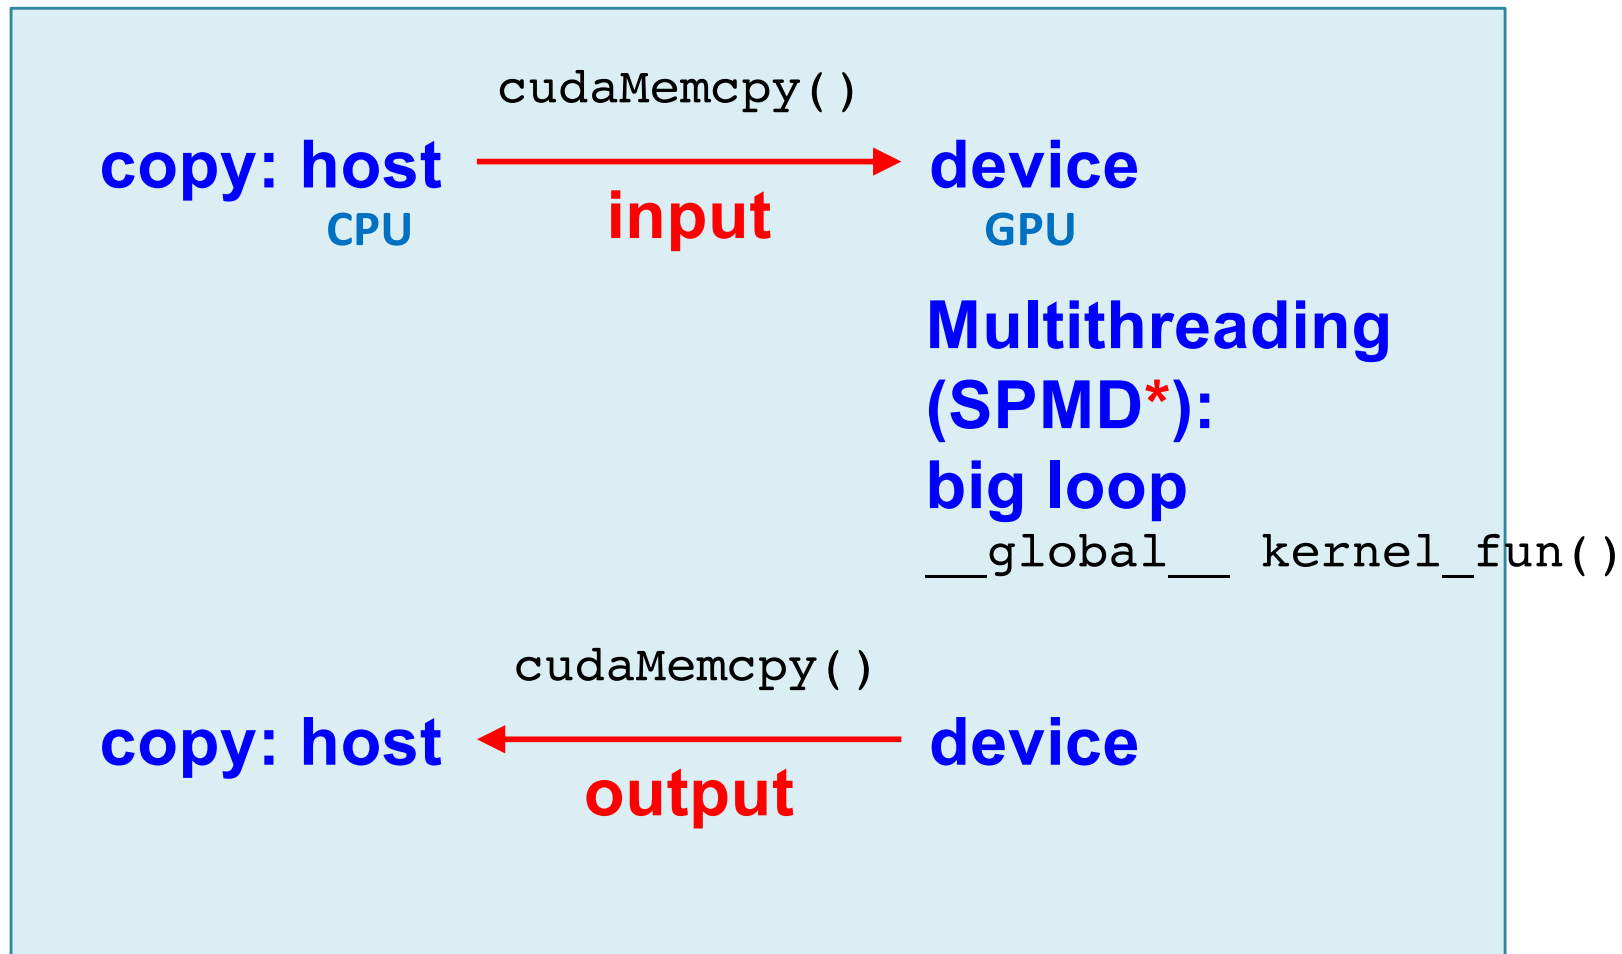 cudaMemcpy()
copy: host device
input
CPU GPU
Multithreading
(SPMD*):
big loop
__global__ kernel_fun()
cudaMemcpy()
copy: host device
output